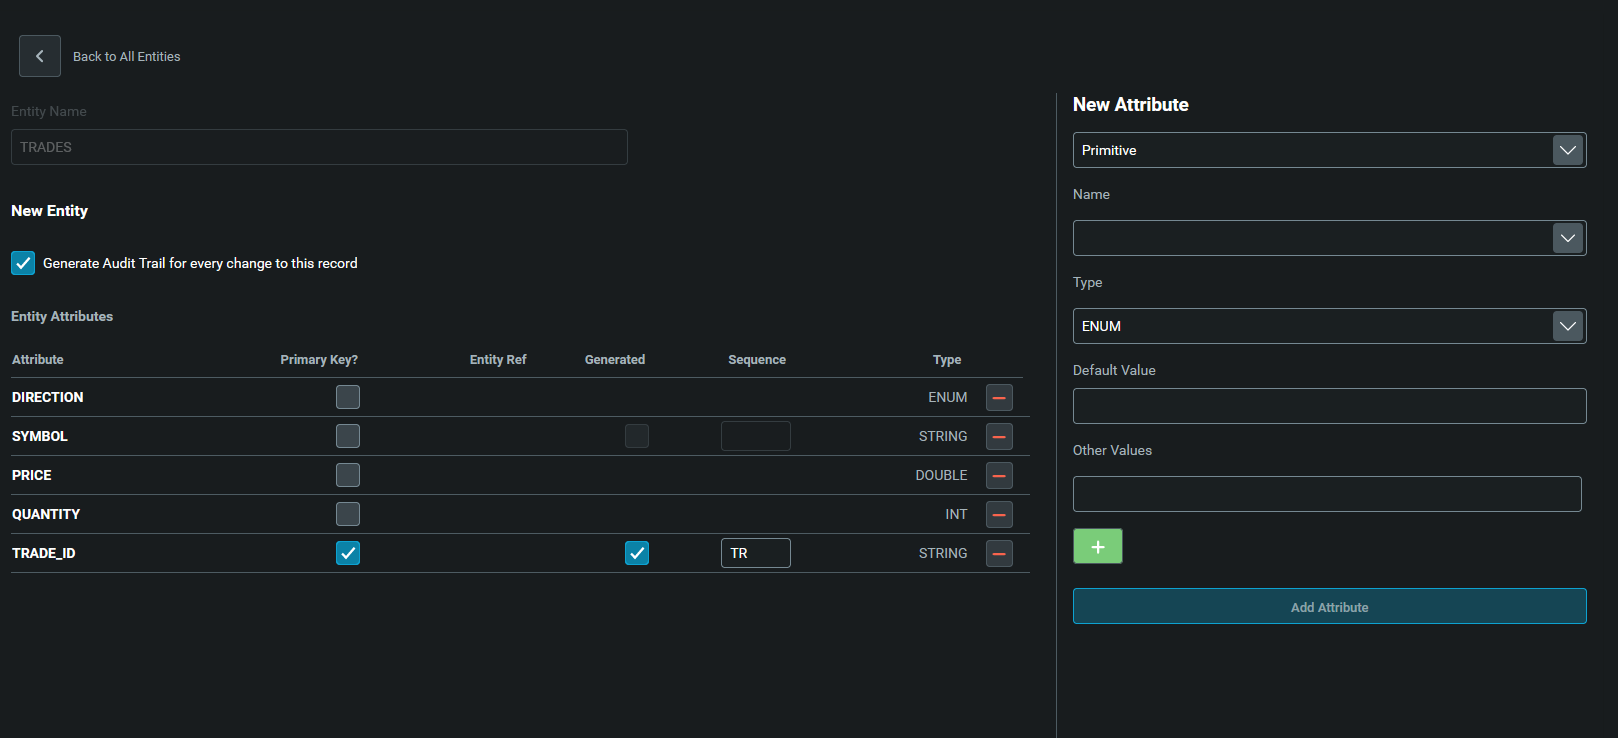 Back to All Entities
Entity Name
TRADES
New Entity
Generate Audit Trail for every change to this record
Entity Attributes
Attribute Primary Key? Entity Ref Generated Sequence Type
DIRECTION ENUM
SYMBOL STRING
PRICE DOUBLE
QUANTITY INT
TRADE_ID TR STRING
New Attribute
Primitive
Name
Type
ENUM
Default Value
Other Values
Add Attribute